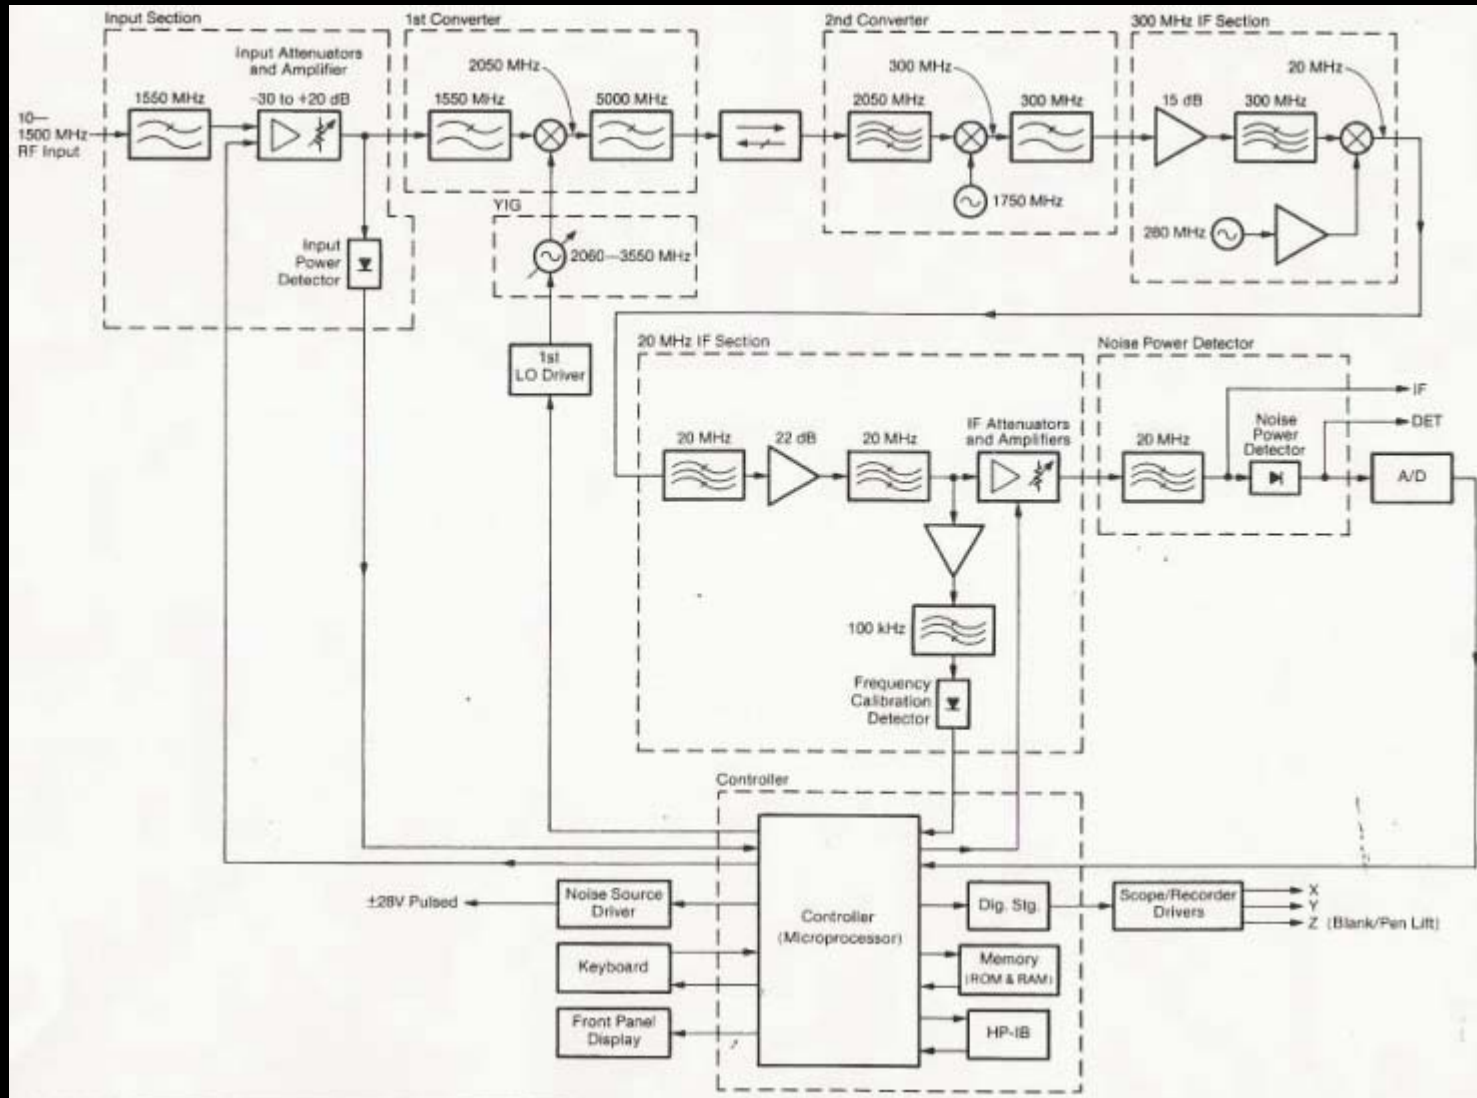 Input Section
1st Converter
2nd Converter
300 MHz IF Section
Input Attenuators
and Amplifier
2050 MHz
300 MHz
20 MHz
1550 MHz
-30 to +20 dB
1550 MHz
5000 MHz
2050 MHz
300 MHz
15 dB
300 MHz
10—
1500 MHz
RF Input
1750 MHz
YIG
Input
Power
Detector
2060—3550 MHz
280 MHz
1st
LO Driver
20 MHz IF Section
Noise Power Detector
IF
DET
20 MHz
22 dB
20 MHz
IF Attenuators
and Amplifiers
20 MHz
Noise
Power
Detector
A/D
100 kHz
Frequency
Calibration
Detector
Controller
±28V Pulsed
Noise Source
Driver
Controller
(Microprocessor)
Dig. Stg.
Scope/Recorder
Drivers
X
Y
Z (Blank/Pen Lift)
Keyboard
Memory
(ROM & RAM)
Front Panel
Display
HP-IB